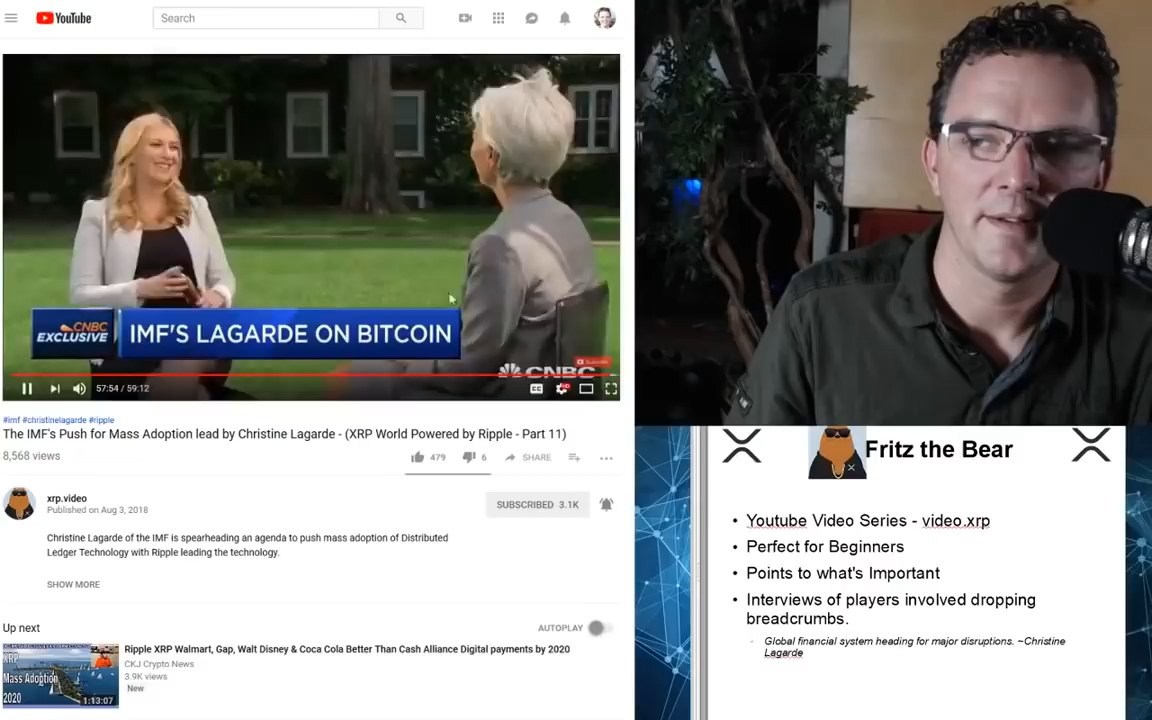 YouTube
Search
CNBC
EXCLUSIVE
IMF'S LAGARDE ON BITCOIN
CNBC
57:54 / 59:12
CC
HD
#imf #christinelagarde #ripple
The IMF's Push for Mass Adoption lead by Christine Lagarde - (XRP World Powered by Ripple - Part 11)
8,568 views
479
6
SHARE
xrp.video
Published on Aug 3, 2018
SUBSCRIBED 3.1K
Christine Lagarde of the IMF is spearheading an agenda to push mass adoption of Distributed
Ledger Technology with Ripple leading the technology.
SHOW MORE
Up next
AUTOPLAY
XRP
Mass Adoption
2020
1:13:07
Ripple XRP Walmart, Gap, Walt Disney & Coca Cola Better Than Cash Alliance Digital payments by 2020
CKJ Crypto News
3.9K views
New
Fritz the Bear
• Youtube Video Series - video.xrp
• Perfect for Beginners
• Points to what's Important
• Interviews of players involved dropping
breadcrumbs.
Global financial system heading for major disruptions. ~Christine
Lagarde